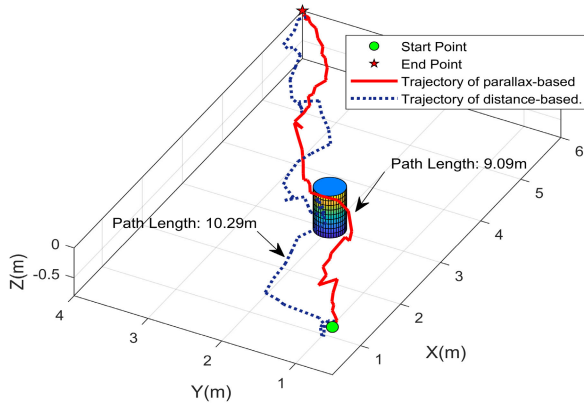 Start Point
End Point
Trajectory of parallax-based
Trajectory of distance-based.
6
5
Path Length: 9.09m
4
Path Length: 10.29m
3
0
-0.5
Z(m)
2
4
3
1
X(m)
2
1
Y(m)